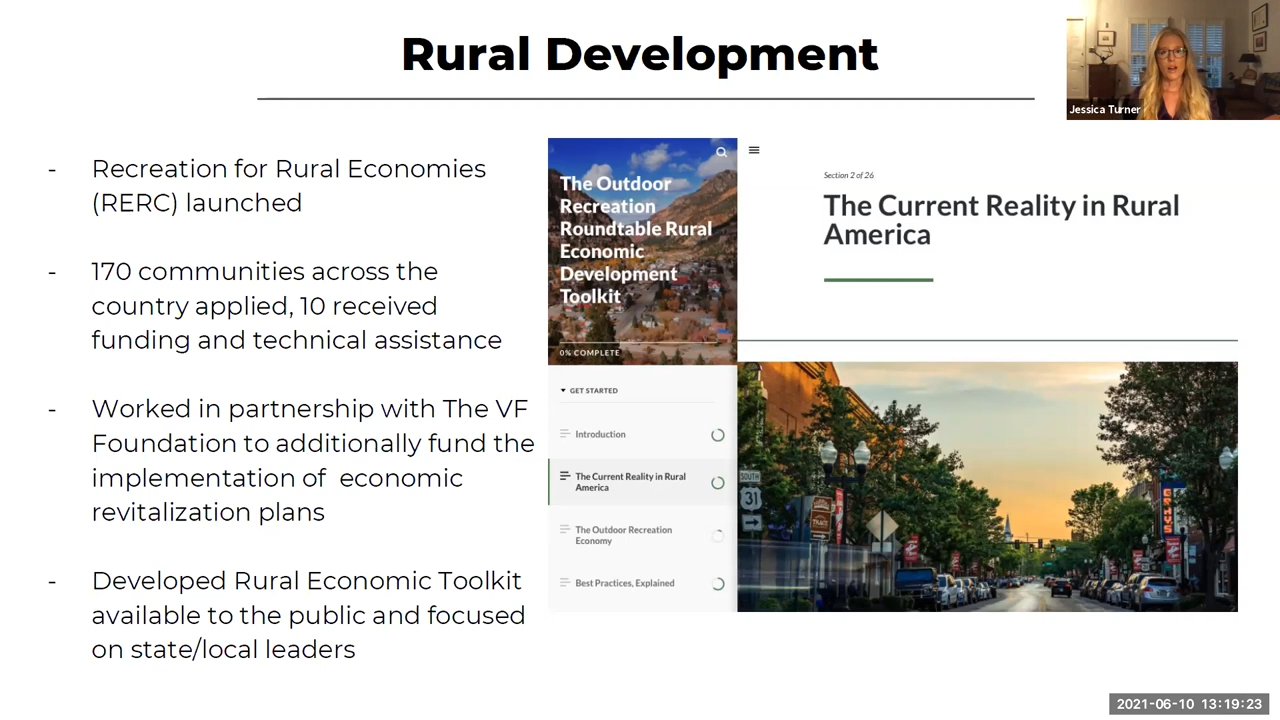 Rural Development
Jessica Turner
- Recreation for Rural Economies
(RERC) launched
- 170 communities across the
country applied, 10 received
funding and technical assistance
- Worked in partnership with The VF
Foundation to additionally fund the
implementation of  economic
revitalization plans
- Developed Rural Economic Toolkit
available to the public and focused
on state/local leaders
The Outdoor
Recreation
Roundtable Rural
Economic
Development
Toolkit
0% COMPLETE
GET STARTED
Introduction
The Current Reality in Rural
America
The Outdoor Recreation
Economy
Best Practices, Explained
Section 2 of 26
The Current Reality in Rural
America
SOUTH
31
2021-06-10 13:19:23